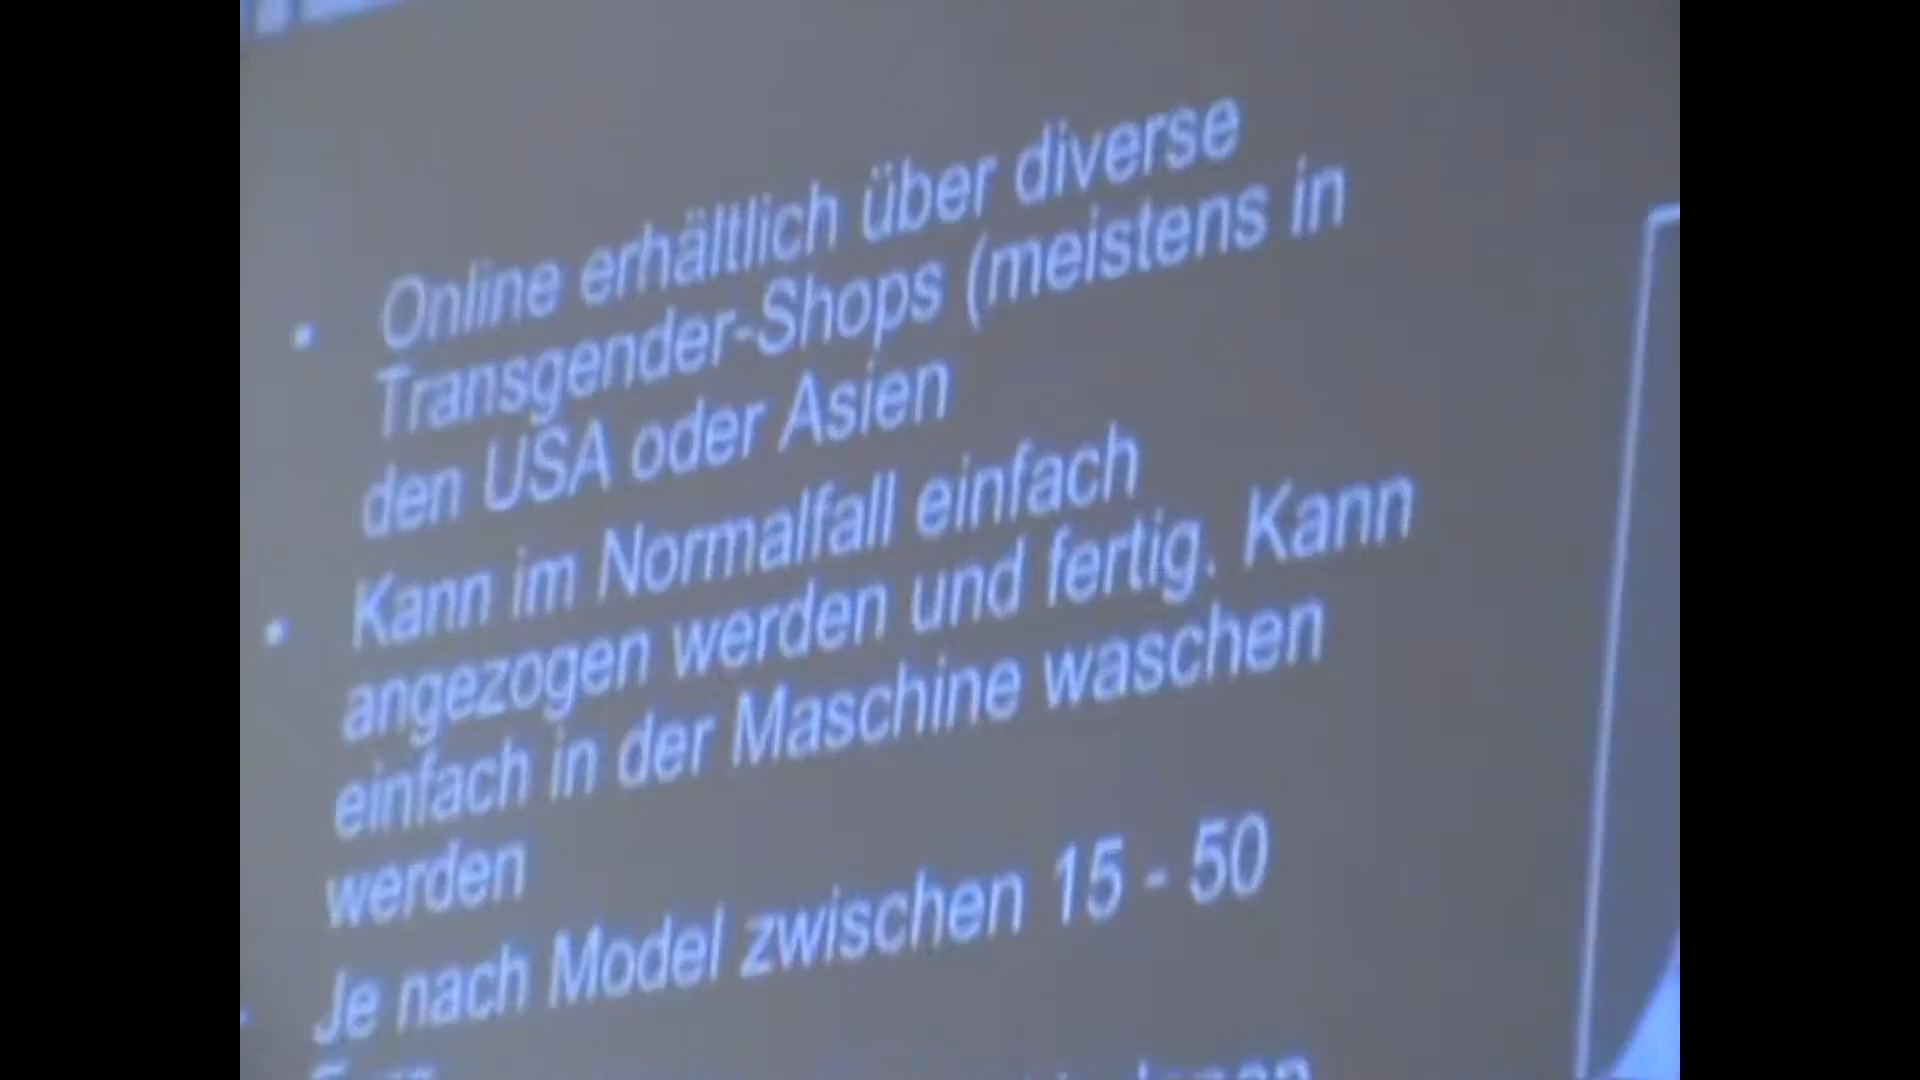 • Online erhältlich über diverse
Transgender-Shops (meistens in
den USA oder Asien
• Kann im Normalfall einfach
angezogen werden und fertig. Kann
einfach in der Maschine waschen
werden
Je nach Model zwischen 15 - 50